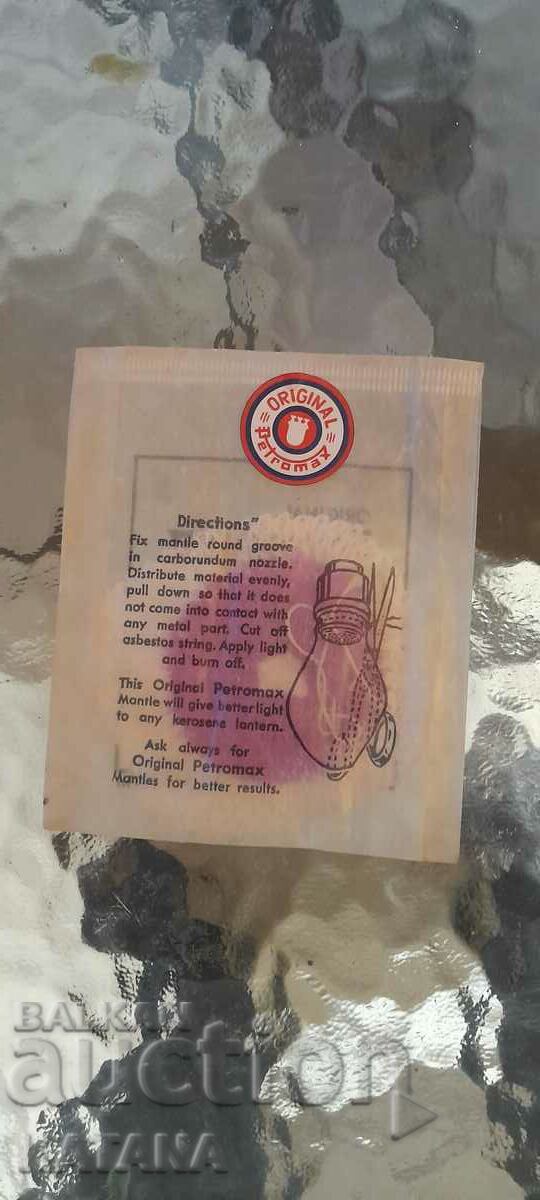 ORIGINAL
Petromax
Directions"
Fix mantle round groove
in carborundum nozzle.
Distribute material evenly,
pull down so that it does
not come into contact with
any metal part. Cut off
asbestos string. Apply light
and burn off.
This Original Petromax
Mantle will give better light
to any kerosene lantern.
Ask always for
Original Petromax
Mantles for better results.
BALKAN
auction
KATANA